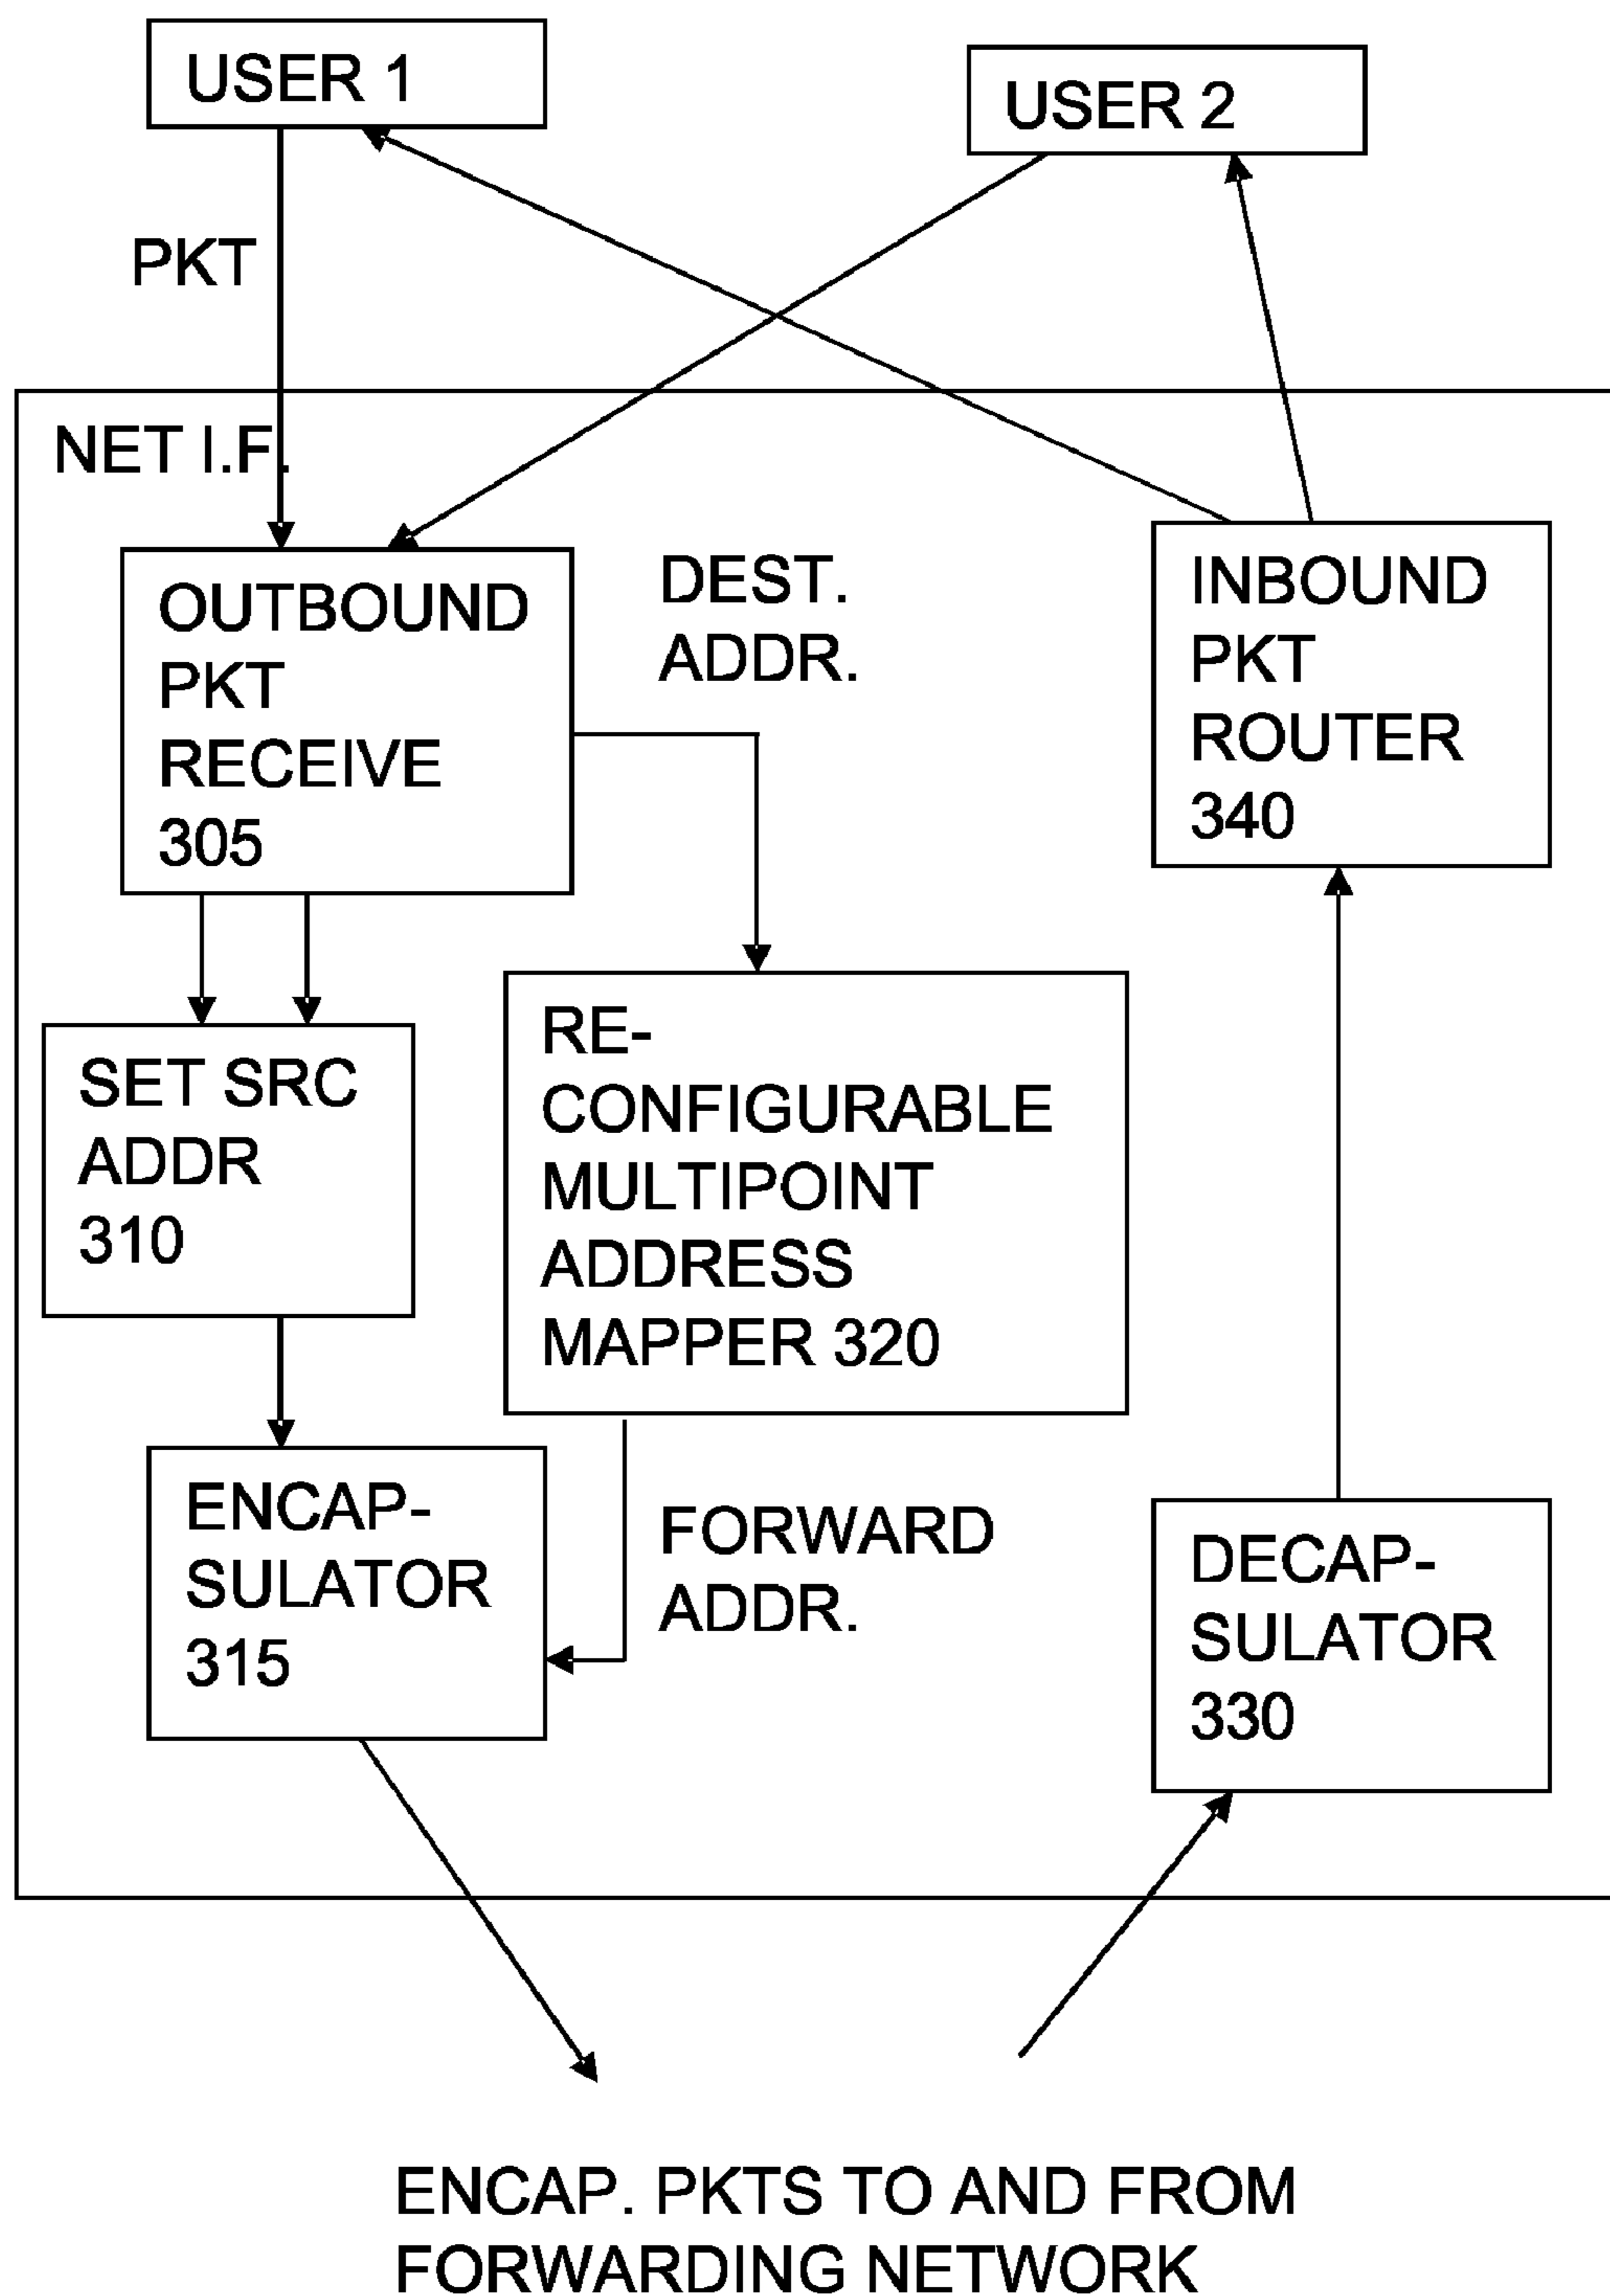 USER 1
USER 2
PKT
NET I.F.
OUTBOUND
PKT
RECEIVE
305
DEST.
ADDR.
INBOUND
PKT
ROUTER
340
SET SRC
ADDR
310
RE-
CONFIGURABLE
MULTIPOINT
ADDRESS
MAPPER 320
ENCAP-
SULATOR
315
FORWARD
ADDR.
DECAP-
SULATOR
330
ENCAP. PKTS TO AND FROM
FORWARDING NETWORK